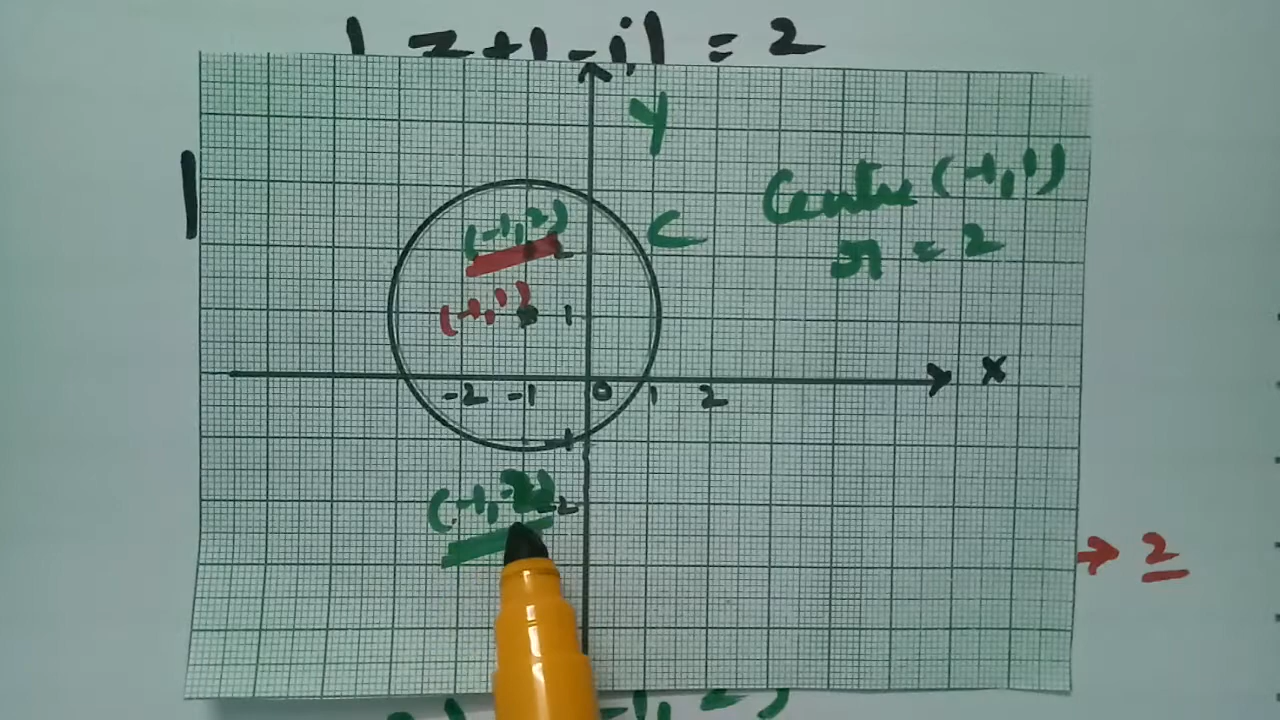 | z+1-i| = 2
Y
Centre (-1,1)
r = 2
(-1,2)
C
2
(-1,1)
1
X
-2 -1 0 1 2
-1
(-1,-2)
-2
→ 2